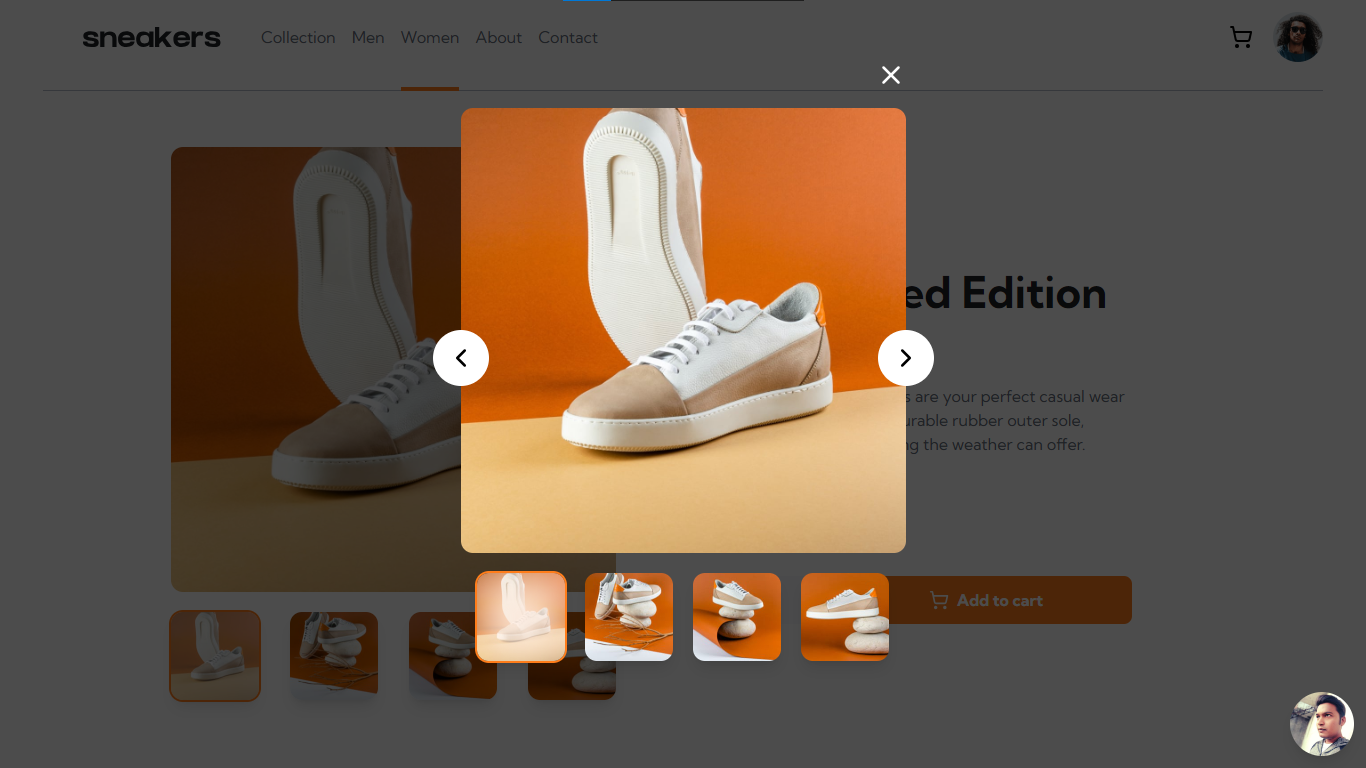 sneakers
Collection Men Women About Contact
ed Edition
s are your perfect casual wear
urable rubber outer sole,
ng the weather can offer.
Add to cart